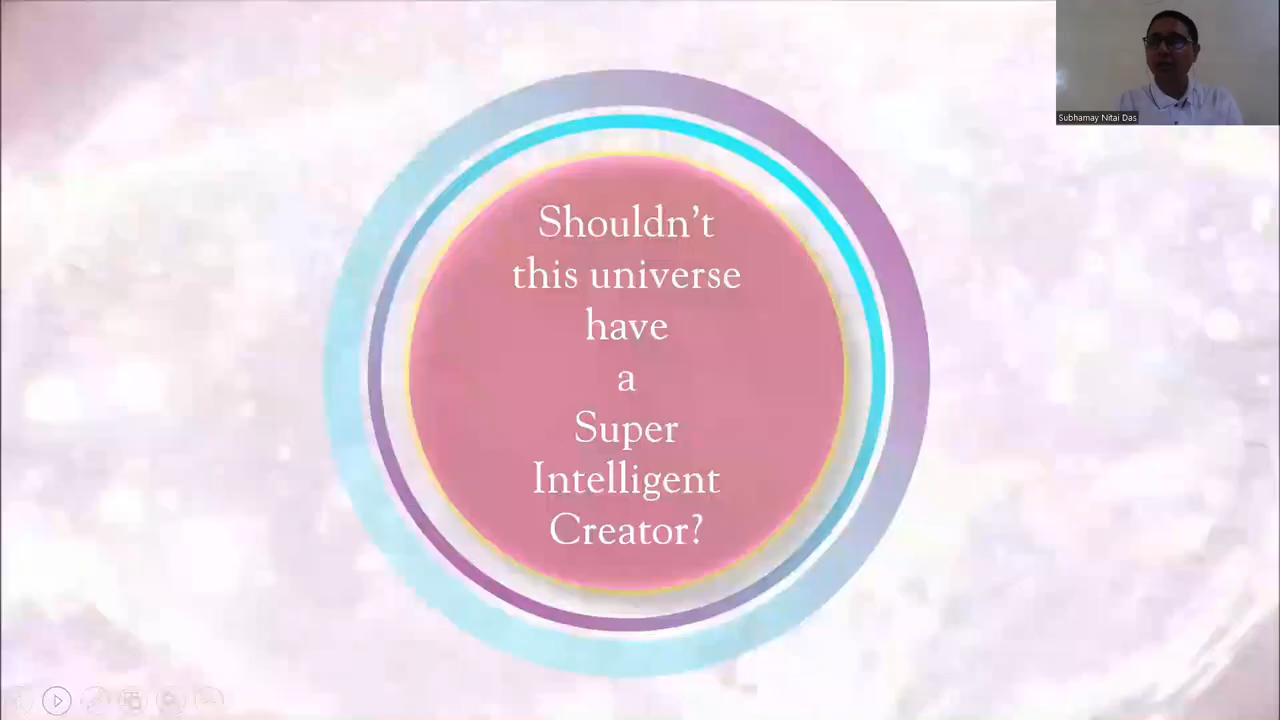 Shouldn't
this universe
have
a
Super
Intelligent
Creator?
Subhamay Nitai Das